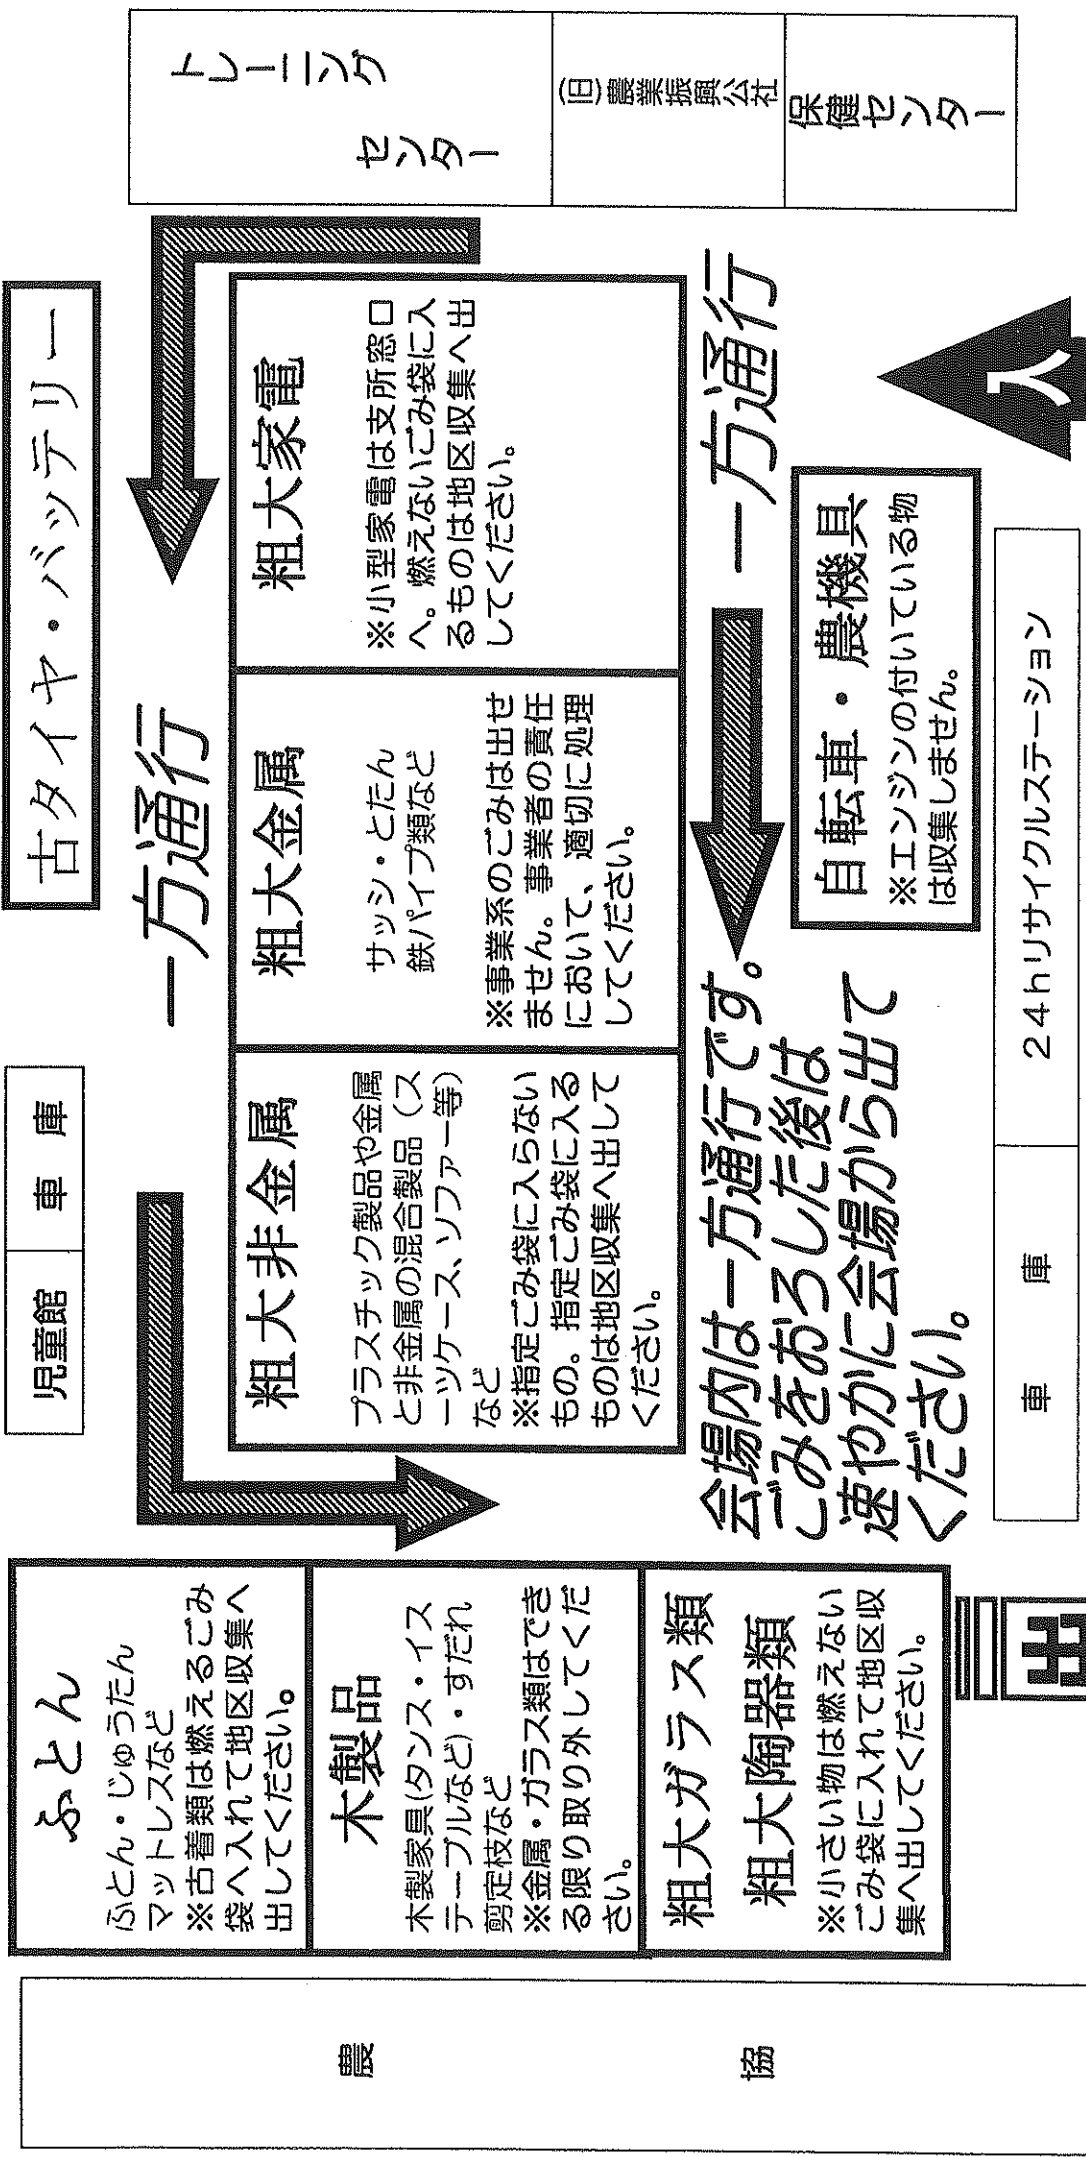 農協
ふとん
ふとん・じゅうたん
マットレスなど
※古着類は燃えるごみ
袋へ入れて地区収集へ
出してください。
木製品
木製家具(タンス・イス
テーブルなど)・すだれ
剪定枝など
※金属・ガラス類はでき
る限り取り外してくだ
さい。
粗大ガラス類
粗大陶器類
※小さい物は燃えない
ごみ袋に入れて地区収
集へ出してください。
出
児童館
車庫
古タイヤ・バッテリー
一方通行
粗大非金属
プラスチック製品や金属
と非金属の混合製品（ス
ーツケース、ソファー等）
など
※指定ごみ袋に入らない
もの。指定ごみ袋に入る
ものは地区収集へ出して
ください。
粗大金属
サッシ・とたん
鉄パイプ類など
※事業系のごみは出せ
ません。事業者の責任
において、適切に処理
してください。
粗大家電
※小型家電は支所窓口
へ。燃えないごみ袋に入
るものは地区収集へ出
してください。
会場内は一方通行です。
ごみをおろした後は
速やかに会場から出て
ください。
一方通行
自転車・農機具
※エンジンの付いている物
は収集しません。
入
車庫
24hリサイクルステーション
トレーニング
センター
(旧)農業振興公社
保健センター